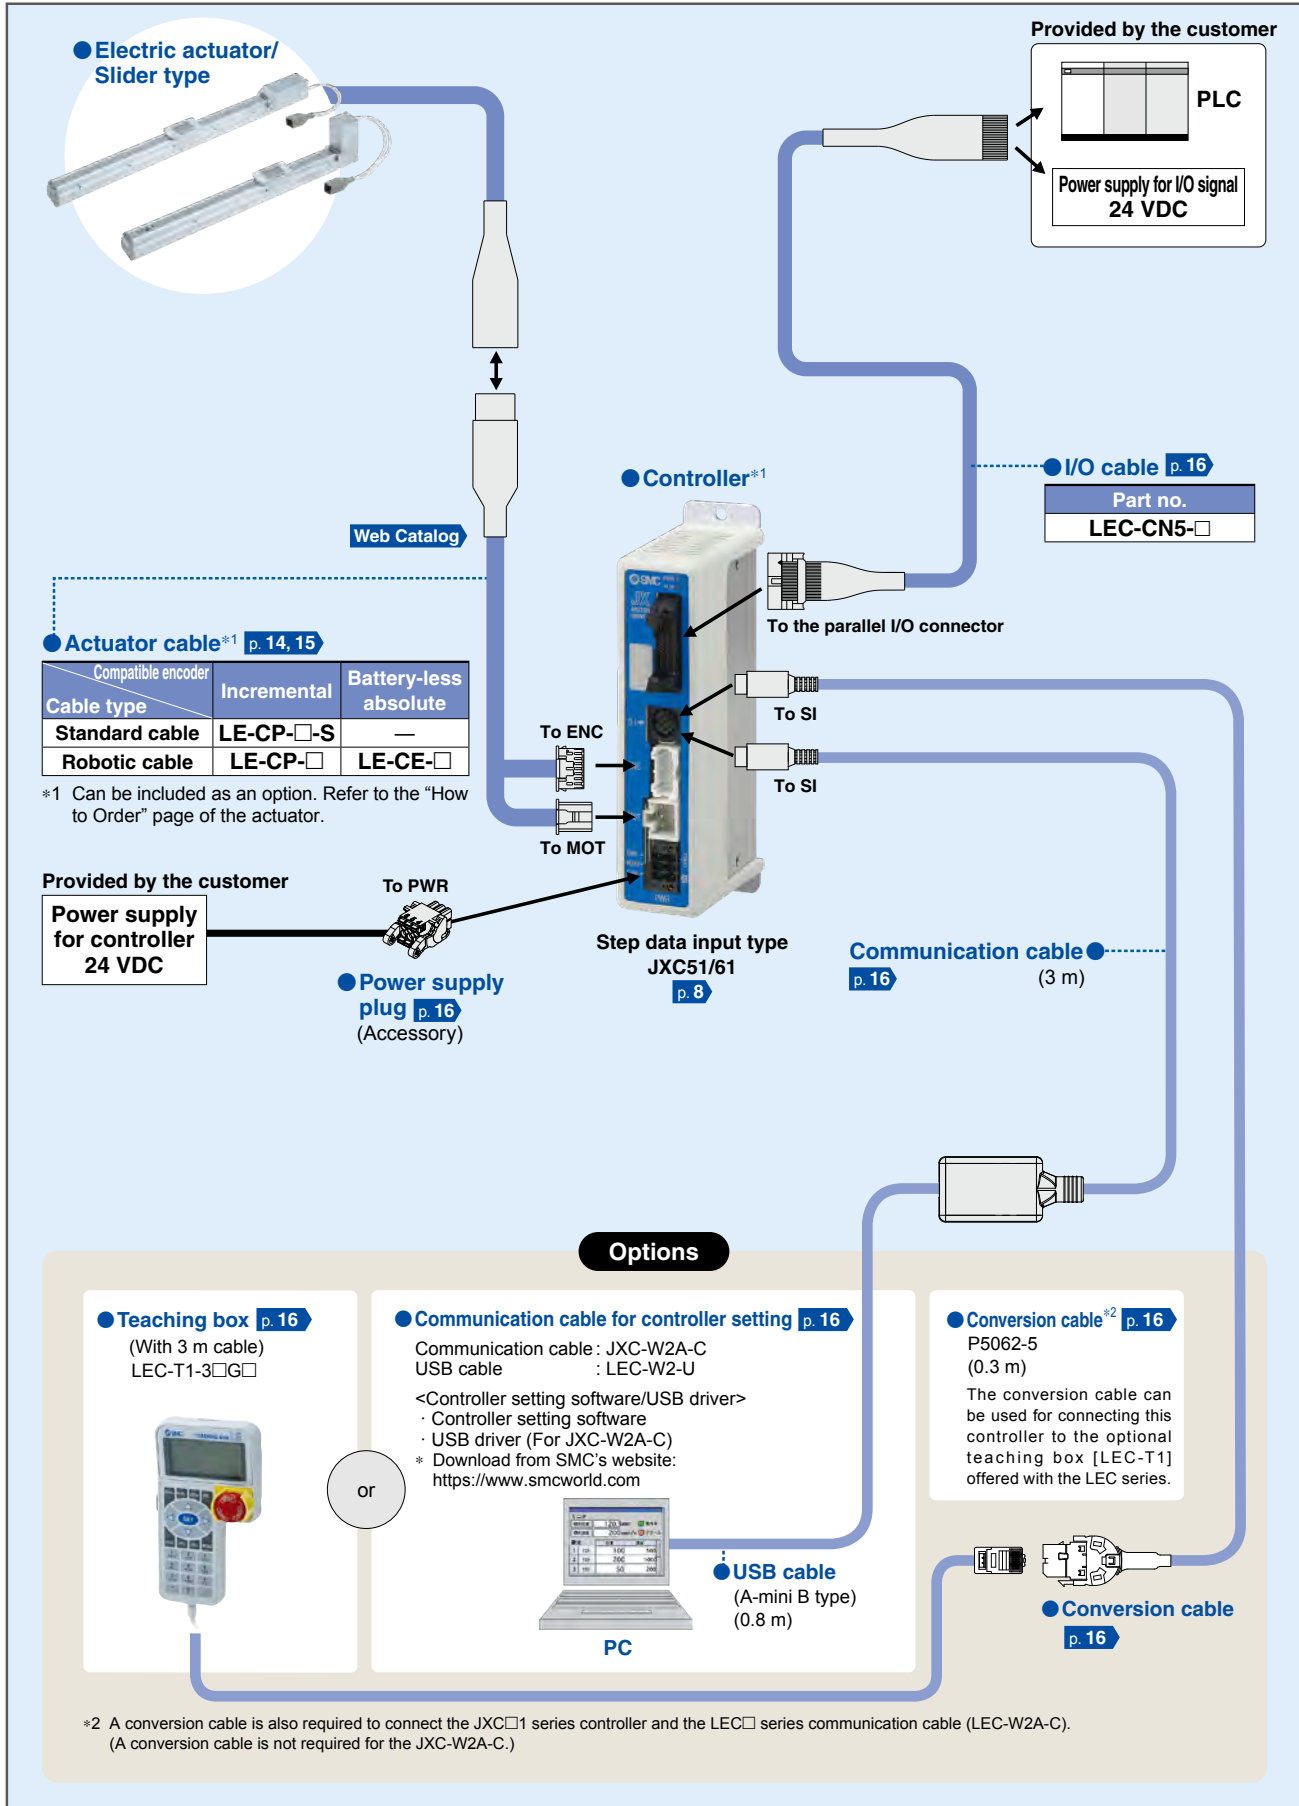 Electric actuator/
Slider type
Provided by the customer
PLC
Power supply for I/O signal
24 VDC
I/O cable p. 16
Part no.
LEC-CN5-□
Controller*1
Web Catalog
SMC
JX
To the parallel I/O connector
To SI
To SI
To ENC
To MOT
Actuator cable*1 p. 14, 15
Compatible encoder
Cable type
Incremental
Battery-less
absolute
Standard cable LE-CP-□-S —
Robotic cable LE-CP-□ LE-CE-□
*1 Can be included as an option. Refer to the “How
to Order” page of the actuator.
Provided by the customer
Power supply
for controller
24 VDC
To PWR
PWR
Power supply
plug p. 16
(Accessory)
Step data input type
JXC51/61
p. 8
Communication cable
p. 16 (3 m)
Options
Teaching box p. 16
(With 3 m cable)
LEC-T1-3□G□
SMC
or
Communication cable for controller setting p. 16
Communication cable : JXC-W2A-C
USB cable : LEC-W2-U
<Controller setting software/USB driver>
· Controller setting software
· USB driver (For JXC-W2A-C)
* Download from SMC’s website:
https://www.smcworld.com
PC
USB cable
(A-mini B type)
(0.8 m)
Conversion cable*2 p. 16
P5062-5
(0.3 m)
The conversion cable can
be used for connecting this
controller to the optional
teaching box [LEC-T1]
offered with the LEC series.
Conversion cable
p. 16
*2 A conversion cable is also required to connect the JXC□1 series controller and the LEC□ series communication cable (LEC-W2A-C).
(A conversion cable is not required for the JXC-W2A-C.)